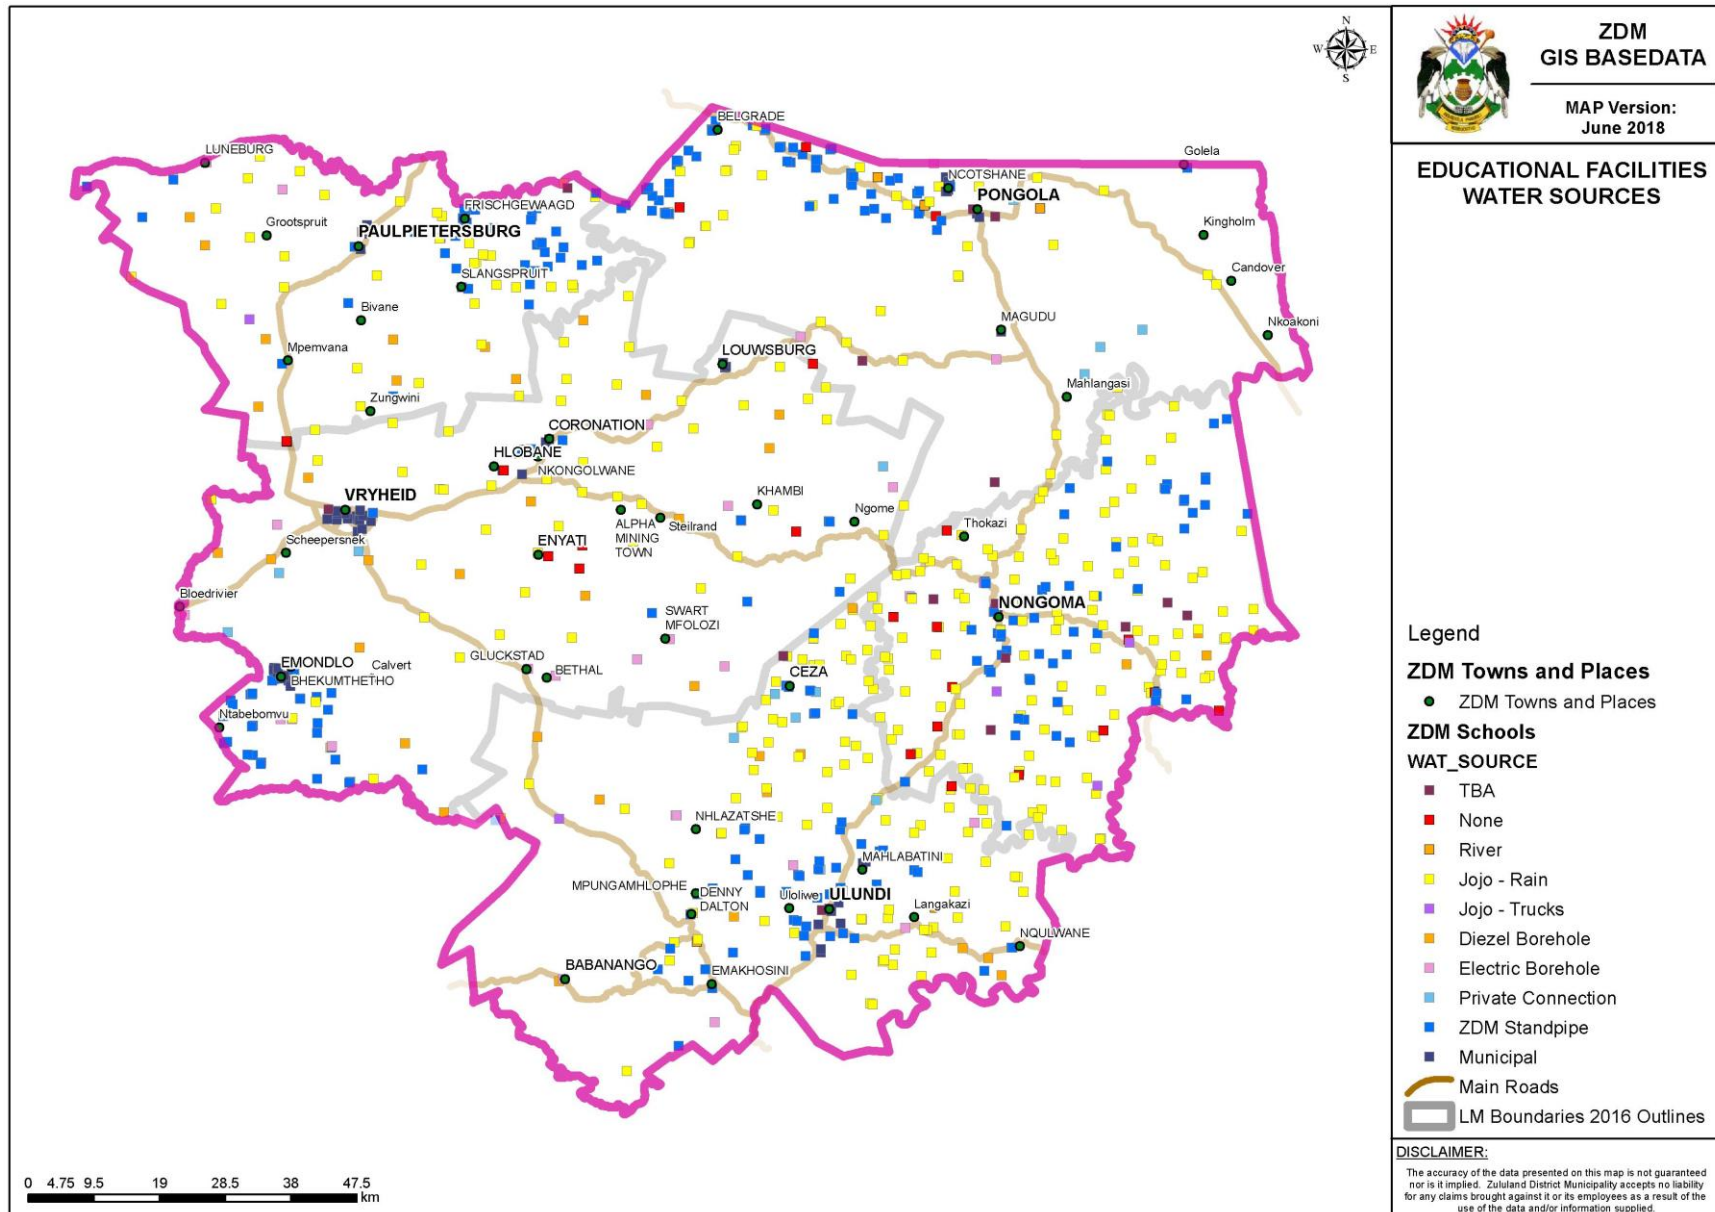 N
W E
S
ZDM
GIS BASEDATA
MAP Version:
June 2018
EDUCATIONAL FACILITIES
WATER SOURCES
BELGRADE
LUNEBURG
Golela
NCOTSHANE
PONGOLA
FRISCHGEWAAGD
Grootspruit
PAULPIETERSBURG
Kingholm
SLANGSPRUIT
Candover
Bivane
MAGUDU
Nkoakoni
Mpemvana
LOUWSBURG
Mahlangasi
Zungwini
CORONATION
HLOBANE
NKONGOLWANE
VRYHEID
KHAMBI
Ngome
ALPHA
MINING
TOWN
Steilrand
Thokazi
Scheepersnek
ENYATI
Bloedrivier
SWART
MFOLOZI
NONGOMA
EMONDLO
Calvert
BHEKUMTHETHO
GLUCKSTAD
BETHAL
CEZA
Ntabebomvu
NHLAZATSHE
MAHLABATINI
MPUNGAMHLOPHE
DENNY
DALTON
Uloliwe
ULUNDI
Langakazi
NQULWANE
BABANANGO
EMAKHOSINI
Legend
ZDM Towns and Places
ZDM Towns and Places
ZDM Schools
WAT_SOURCE
TBA
None
River
Jojo - Rain
Jojo - Trucks
Diezel Borehole
Electric Borehole
Private Connection
ZDM Standpipe
Municipal
Main Roads
LM Boundaries 2016 Outlines
0 4.75 9.5 19 28.5 38 47.5
km
DISCLAIMER:
The accuracy of the data presented on this map is not guaranteed
nor is it implied. Zululand District Municipality accepts no liability
for any claims brought against it or its employees as a result of the
use of the data and/or information supplied.